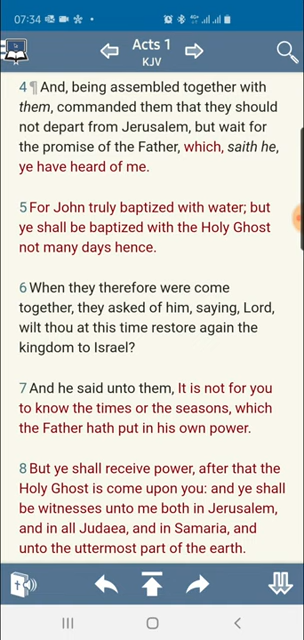 07:34
Acts 1
KJV
4 ¶ And, being assembled together with
them, commanded them that they should
not depart from Jerusalem, but wait for
the promise of the Father, which, saith he,
ye have heard of me.
5 For John truly baptized with water; but
ye shall be baptized with the Holy Ghost
not many days hence.
6 When they therefore were come
together, they asked of him, saying, Lord,
wilt thou at this time restore again the
kingdom to Israel?
7 And he said unto them, It is not for you
to know the times or the seasons, which
the Father hath put in his own power.
8 But ye shall receive power, after that the
Holy Ghost is come upon you: and ye shall
be witnesses unto me both in Jerusalem,
and in all Judaea, and in Samaria, and
unto the uttermost part of the earth.